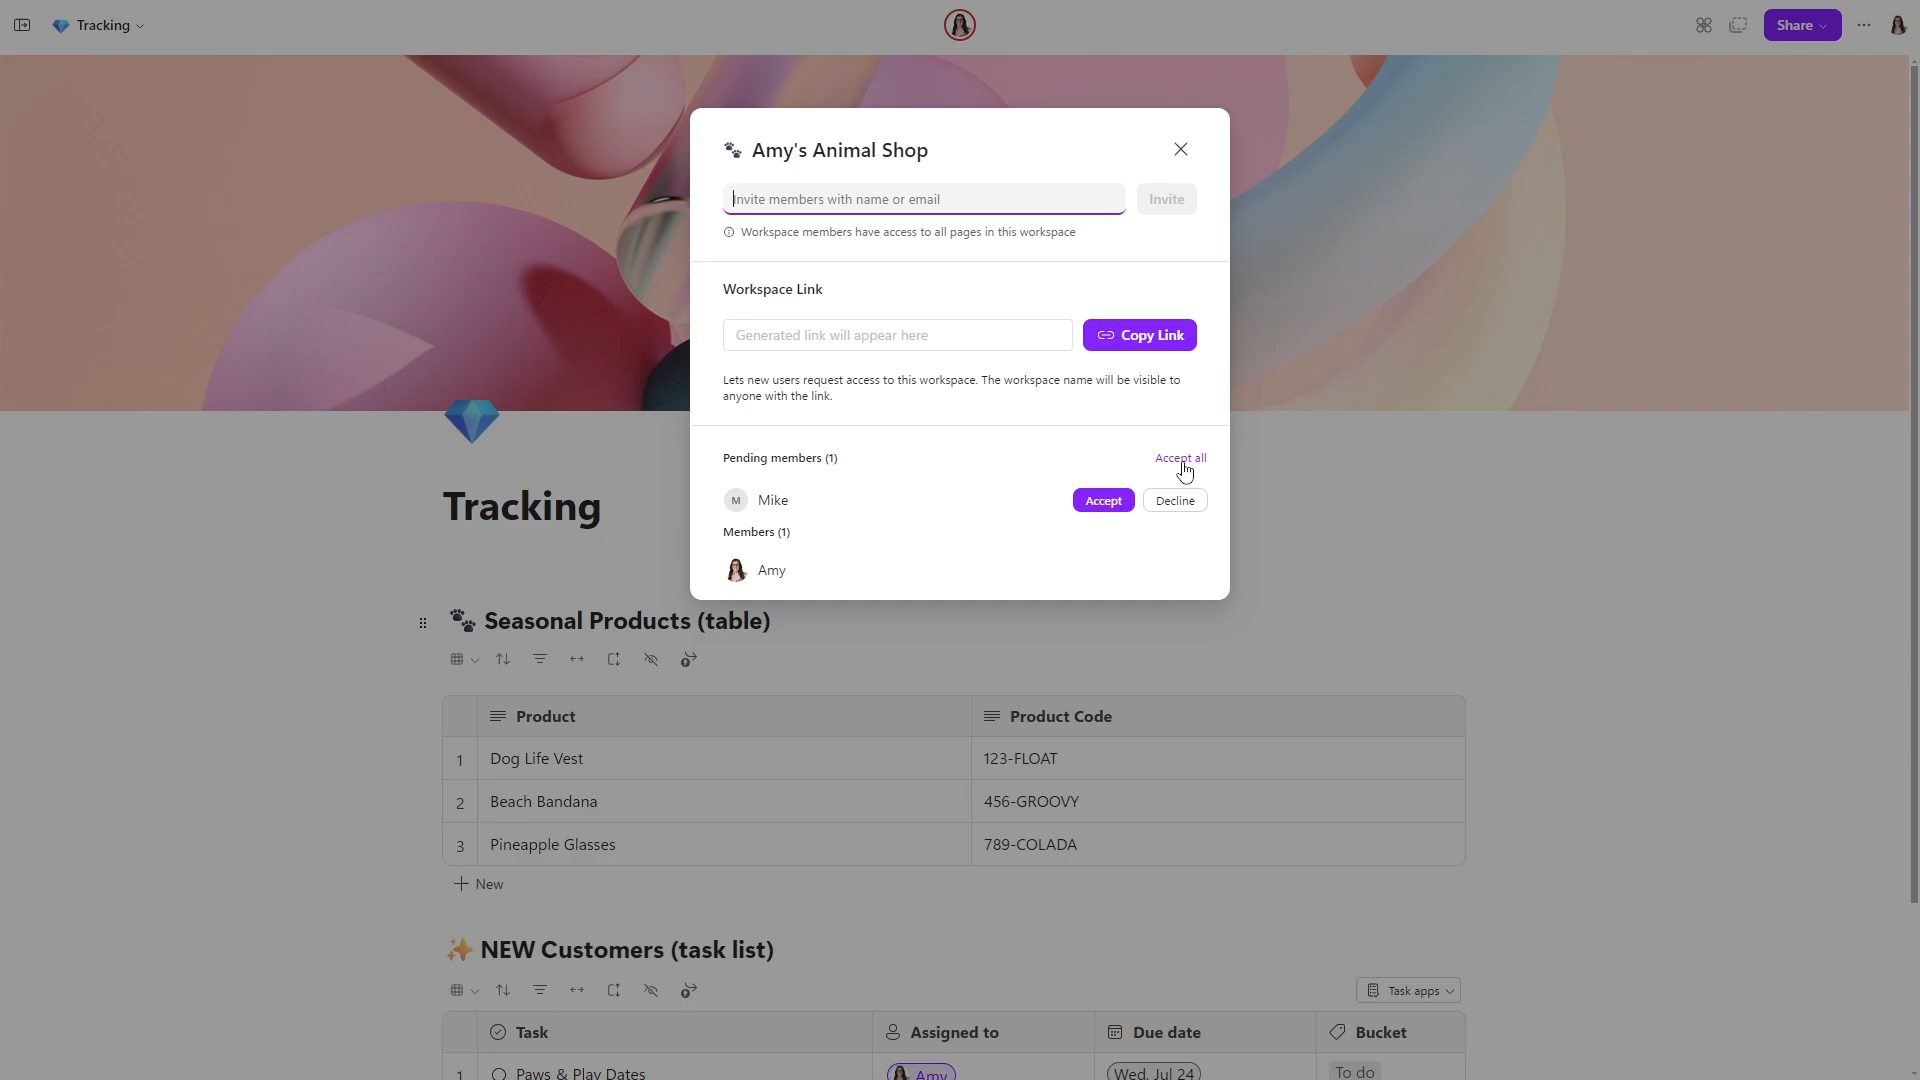 Tracking
Share
Amy's Animal Shop
Invite members with name or email
Invite
Workspace members have access to all pages in this workspace
Workspace Link
Generated link will appear here
Copy Link
Lets new users request access to this workspace. The workspace name will be visible to
anyone with the link.
Pending members (1)
Accept all
M
Mike
Accept
Decline
Members (1)
Amy
Tracking
Seasonal Products (table)
Product
Product Code
1
Dog Life Vest
123-FLOAT
2
Beach Bandana
456-GROOVY
3
Pineapple Glasses
789-COLADA
New
NEW Customers (task list)
Task apps
Task
Assigned to
Due date
Bucket
1
Paws & Play Dates
Amy
Wed, Jul 24
To do